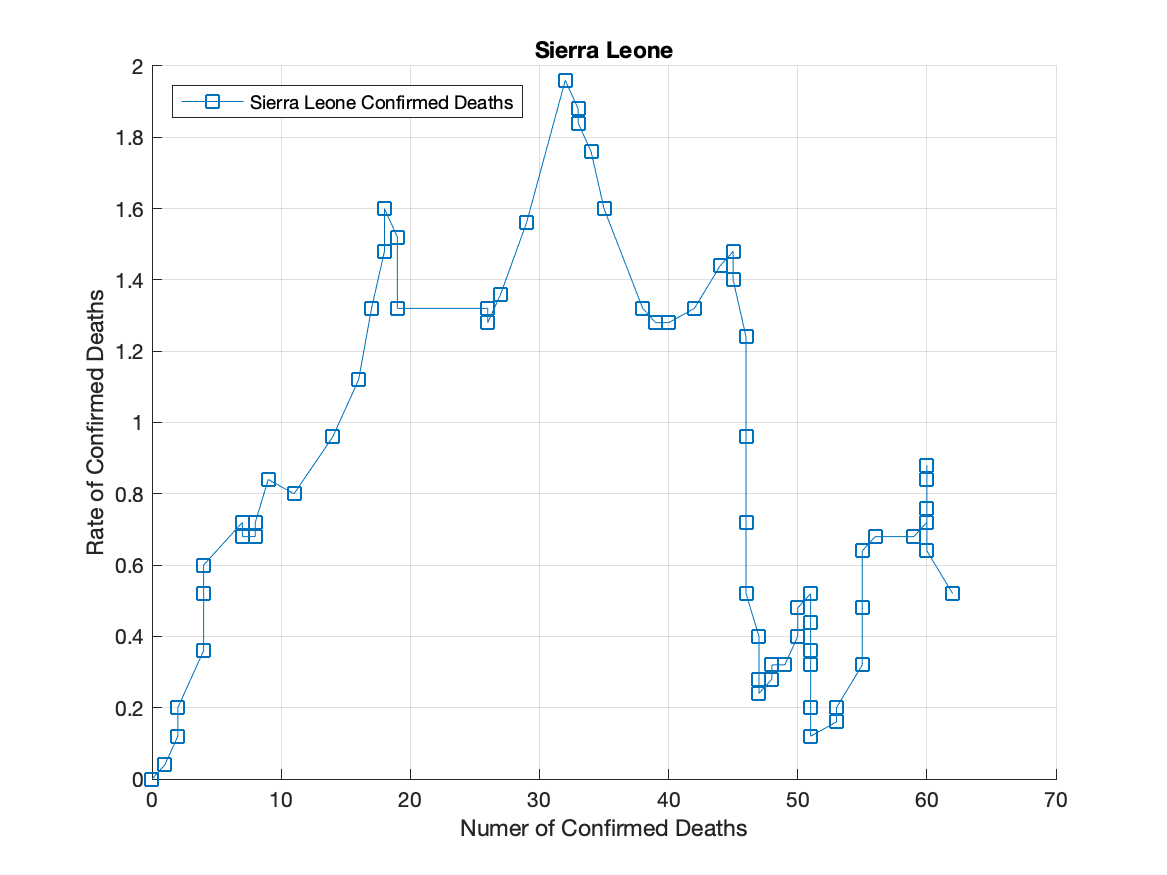 Sierra Leone
Sierra Leone Confirmed Deaths
2
1.8
1.6
1.4
1.2
1
0.8
0.6
0.4
0.2
0
Rate of Confirmed Deaths
0 10 20 30 40 50 60 70
Numer of Confirmed Deaths